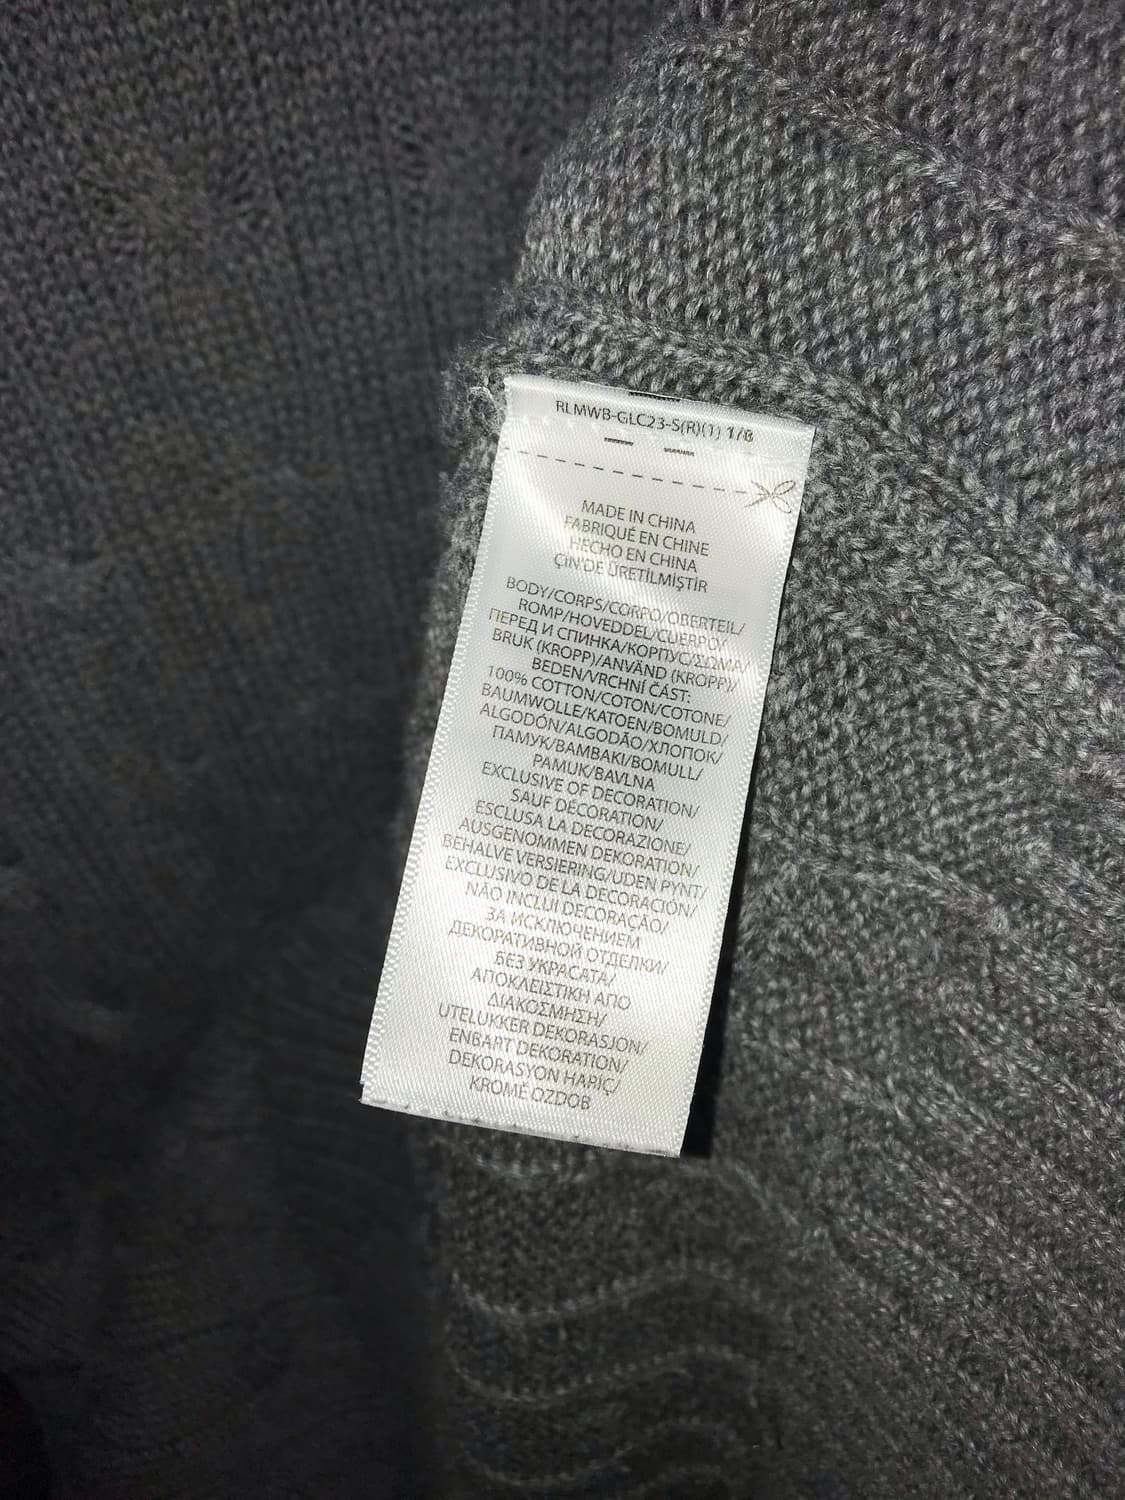 RLMWB-GLC23-S(R)(1) 1/8
MADE IN CHINA
FABRIQUÉ EN CHINE
HECHO EN CHINA
ÇİN'DE ÜRETİLMİŞTİR
BODY/CORPS/CORPO/OBERTEIL/
ROMP/HOVEDDEL/CUERPO/
ПЕРЕД И СПИНКА/КОРПУС/ΣΩΜΑ/
BRUK (KROPP)/ANVÄND (KROPP)/
BEDEN/VRCHNÍ ČÁST:
100% COTTON/COTON/COTONE/
BAUMWOLLE/KATOEN/BOMULD/
ALGODÓN/ALGODÃO/ХЛОПОК/
ПАМУК/BAMBAKI/BOMULL/
PAMUK/BAVLNA
EXCLUSIVE OF DECORATION/
SAUF DÉCORATION/
ESCLUSA LA DECORAZIONE/
AUSGENOMMEN DEKORATION/
BEHALVE VERSIERING/UDEN PYNT/
EXCLUSIVO DE LA DECORACIÓN/
NÃO INCLUI DECORAÇÃO/
ЗА ИСКЛЮЧЕНИЕМ
ДЕКОРАТИВНОЙ ОТДЕЛКИ/
БЕЗ УКРАСАТА/
ΑΠΟΚΛΕΙΣΤΙΚΗ ΑΠΟ
ΔΙΑΚΟΣΜΗΣΗ/
UTELUKKER DEKORASJON/
ENBART DEKORATION/
DEKORASYON HARİÇ/
KROMĚ OZDOB